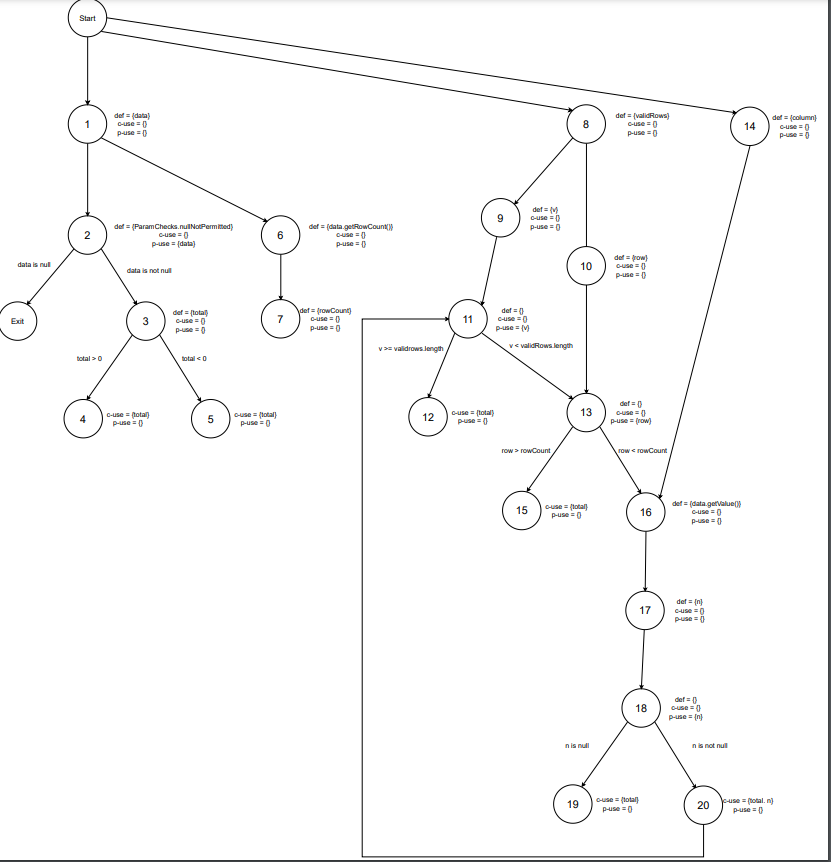 Start
1
def = {data}
c-use = {}
p-use = {}
8
def = {validRows}
c-use = {}
p-use = {}
14
def = {column}
c-use = {}
p-use = {}
2
def = {ParamChecks.nullNotPermitted}
c-use = {}
p-use = {data}
6
def = {data.getRowCount()}
c-use = {}
p-use = {}
9
def = {v}
c-use = {}
p-use = {}
10
def = {row}
c-use = {}
p-use = {}
data is null
data is not null
Exit
3
def = {total}
c-use = {}
p-use = {}
7
def = {rowCount}
c-use = {}
p-use = {}
11
def = {}
c-use = {}
p-use = {v}
total > 0
total < 0
v >= validrows.length
v < validRows.length
4
c-use = {total}
p-use = {}
5
c-use = {total}
p-use = {}
12
c-use = {total}
p-use = {}
13
def = {}
c-use = {}
p-use = {row}
row > rowCount
row < rowCount
15
c-use = {total}
p-use = {}
16
def = {data.getValue()}
c-use = {}
p-use = {}
17
def = {n}
c-use = {}
p-use = {}
18
def = {}
c-use = {}
p-use = {n}
n is null
n is not null
19
c-use = {total}
p-use = {}
20
c-use = {total. n}
p-use = {}